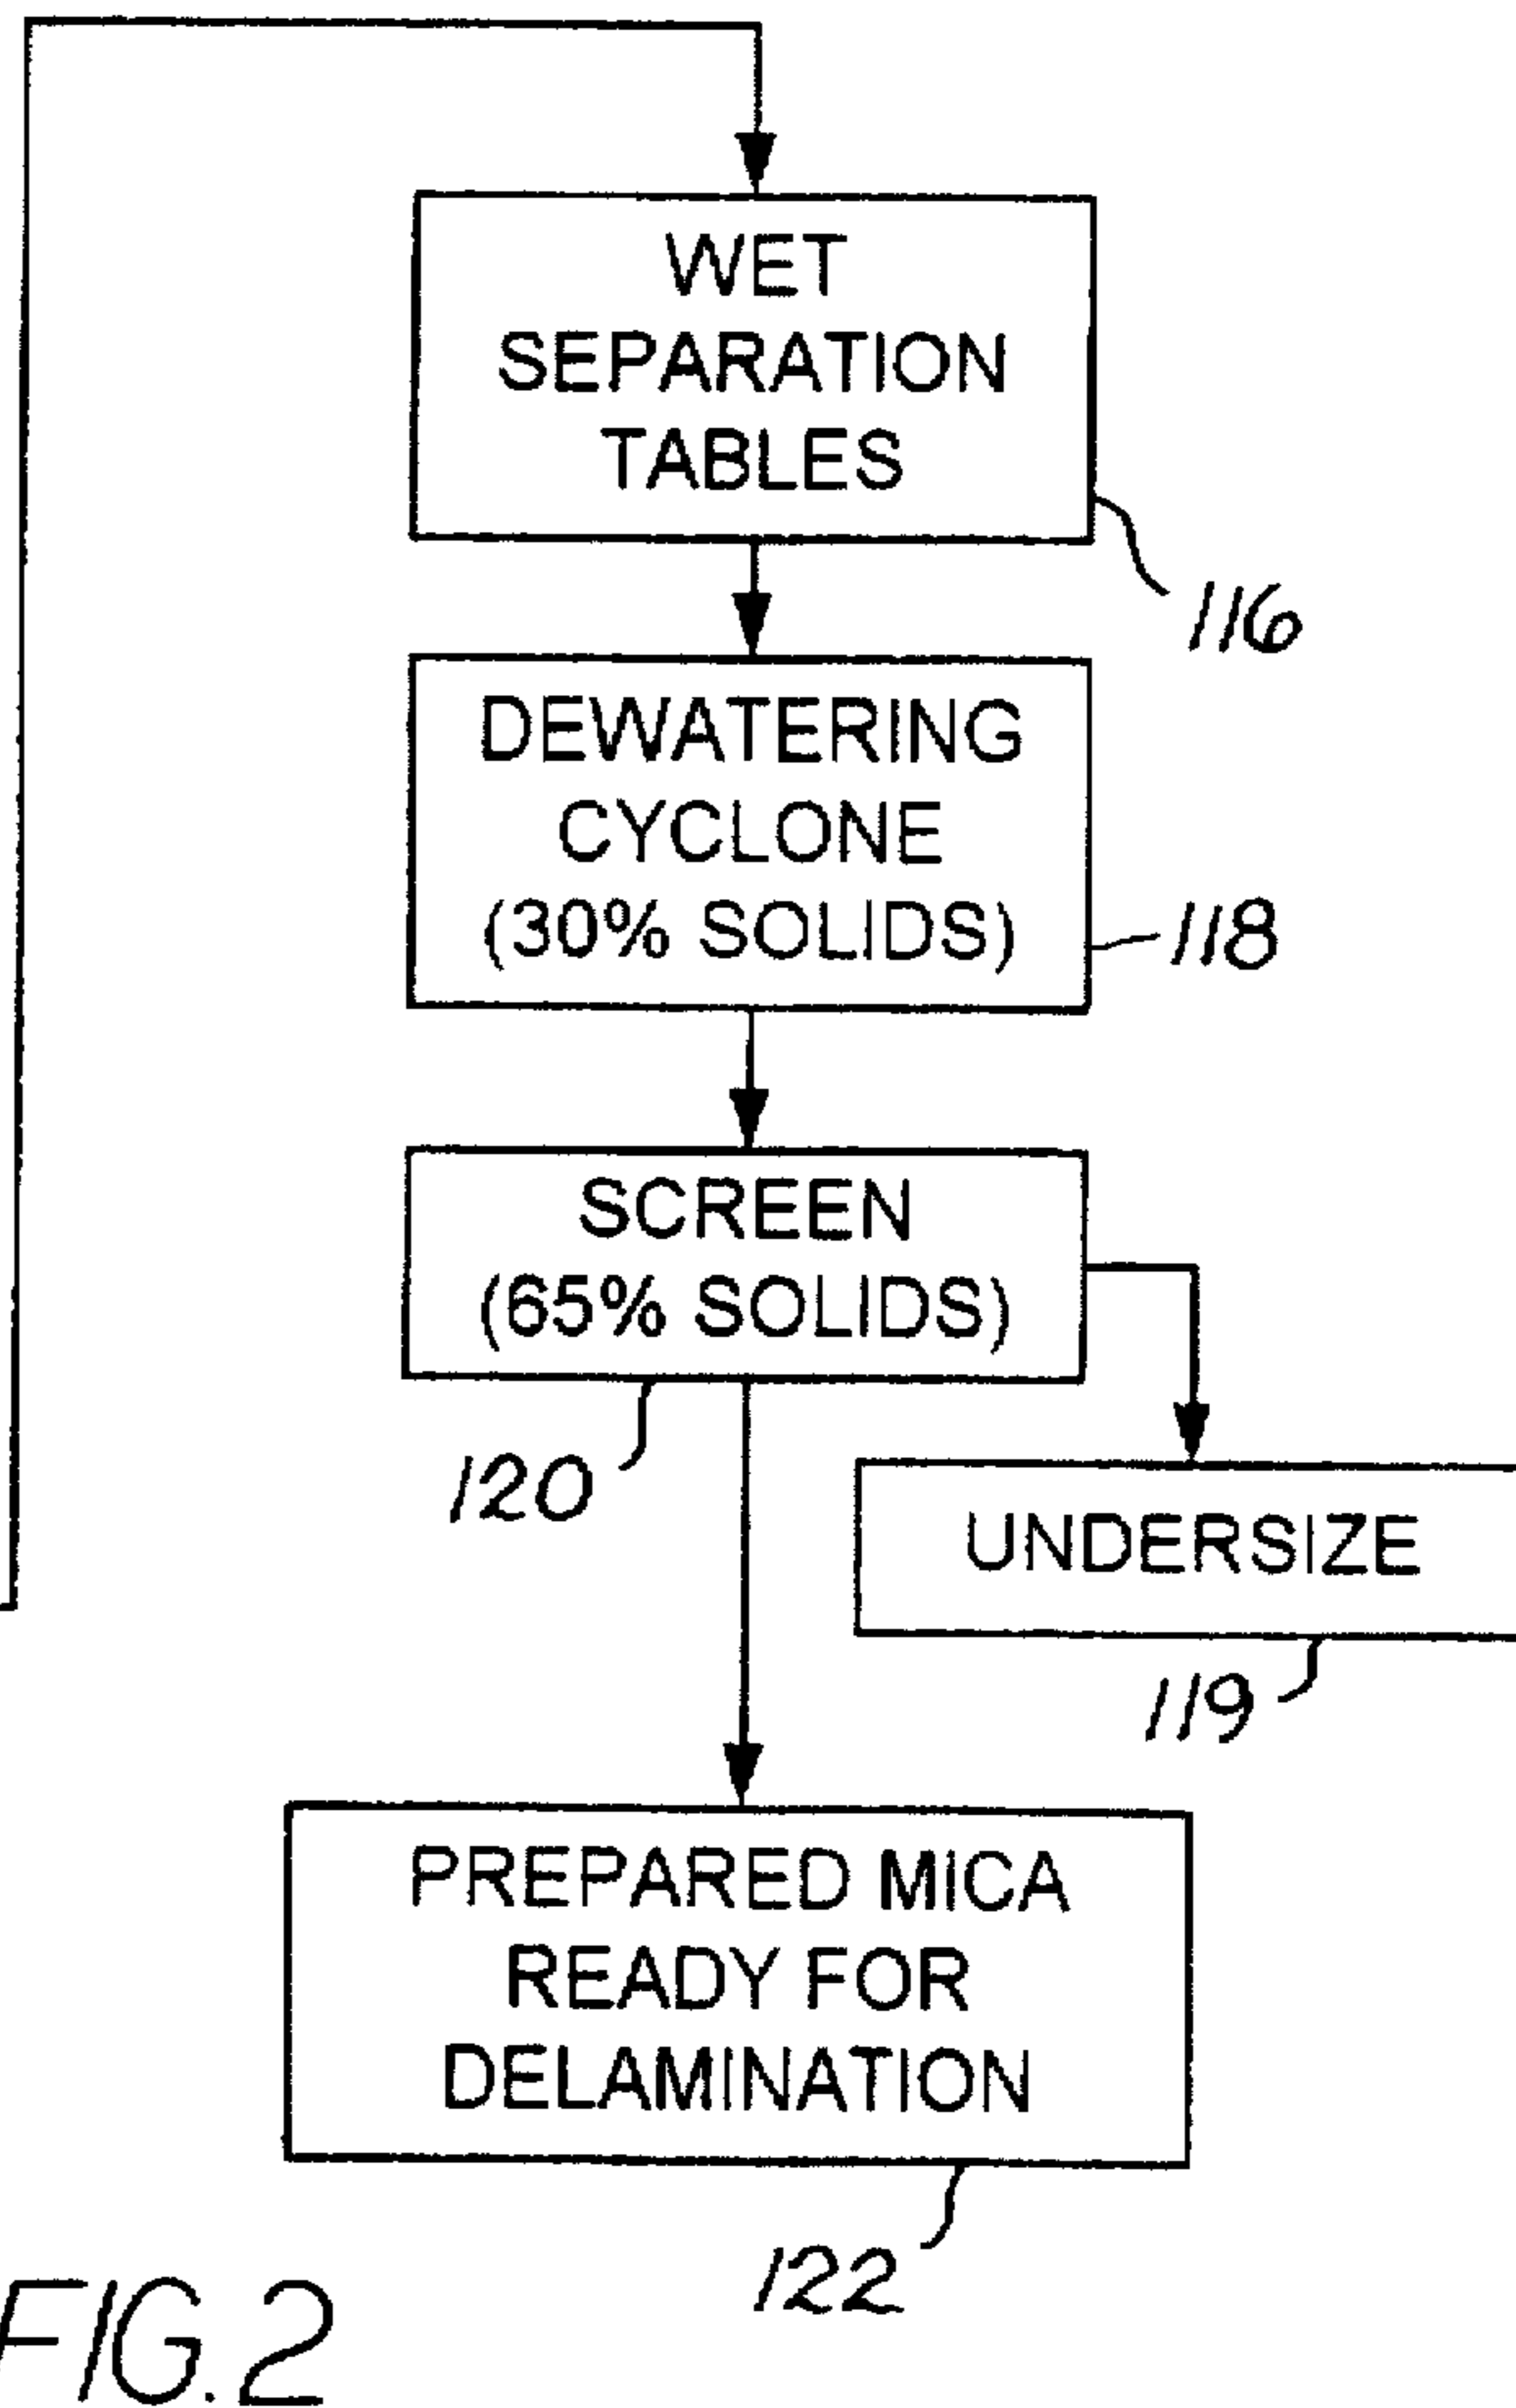 WET
SEPARATION
TABLES
116
DEWATERING
CYCLONE
(30% SOLIDS)
118
SCREEN
(65% SOLIDS)
120
UNDERSIZE
119
PREPARED MICA
READY FOR
DELAMINATION
122
FIG.2